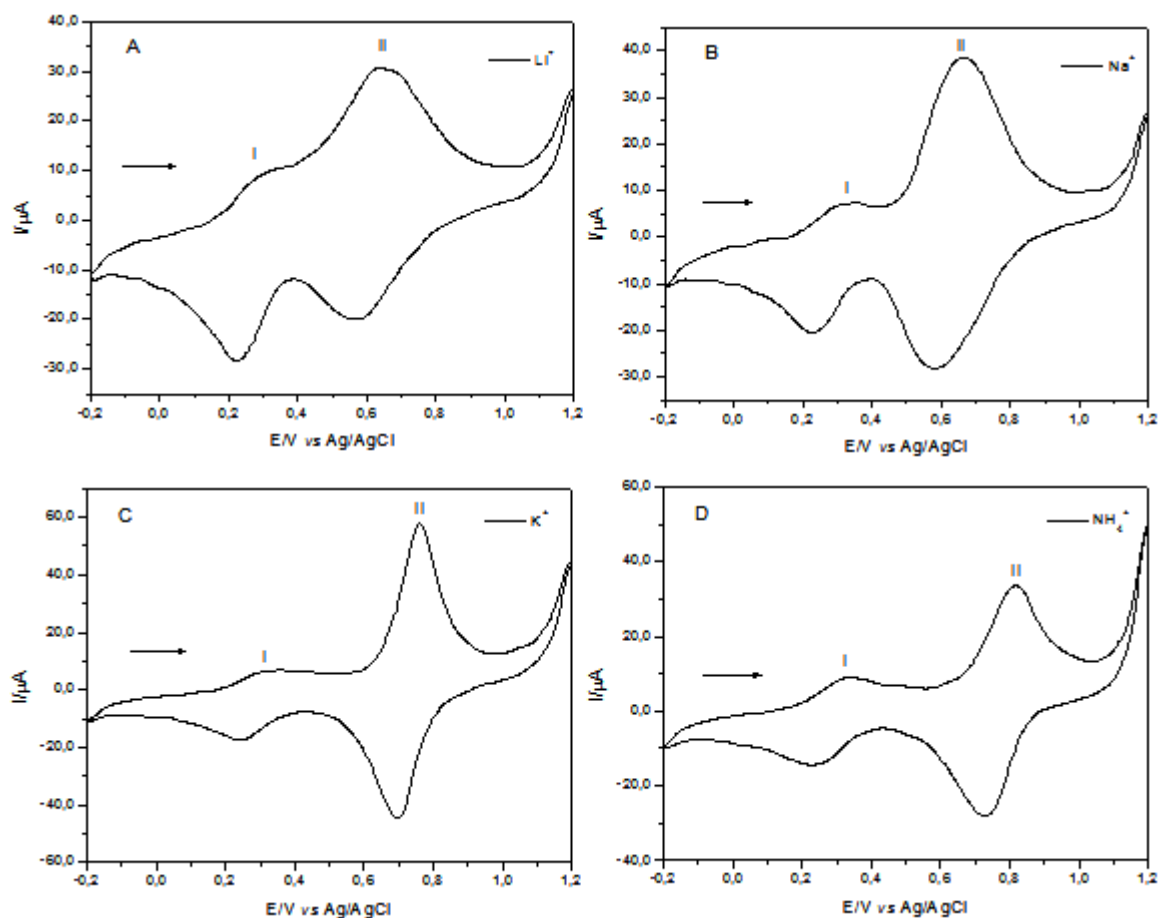 A
II
Li⁺
I
40,0
30,0
20,0
10,0
0,0
-10,0
-20,0
-30,0
I/μA
-0,2 0,0 0,2 0,4 0,6 0,8 1,0 1,2
E/V vs Ag/AgCl
B
II
Na⁺
I
40,0
30,0
20,0
10,0
0,0
-10,0
-20,0
-30,0
I/μA
-0,2 0,0 0,2 0,4 0,6 0,8 1,0 1,2
E/V vs Ag/AgCl
C
II
K⁺
I
60,0
40,0
20,0
0,0
-20,0
-40,0
-60,0
I/μA
-0,2 0,0 0,2 0,4 0,6 0,8 1,0 1,2
E/V vs Ag/AgCl
D
II
NH₄⁺
I
60,0
40,0
20,0
0,0
-20,0
-40,0
I/μA
-0,2 0,0 0,2 0,4 0,6 0,8 1,0 1,2
E/V vs Ag/AgCl